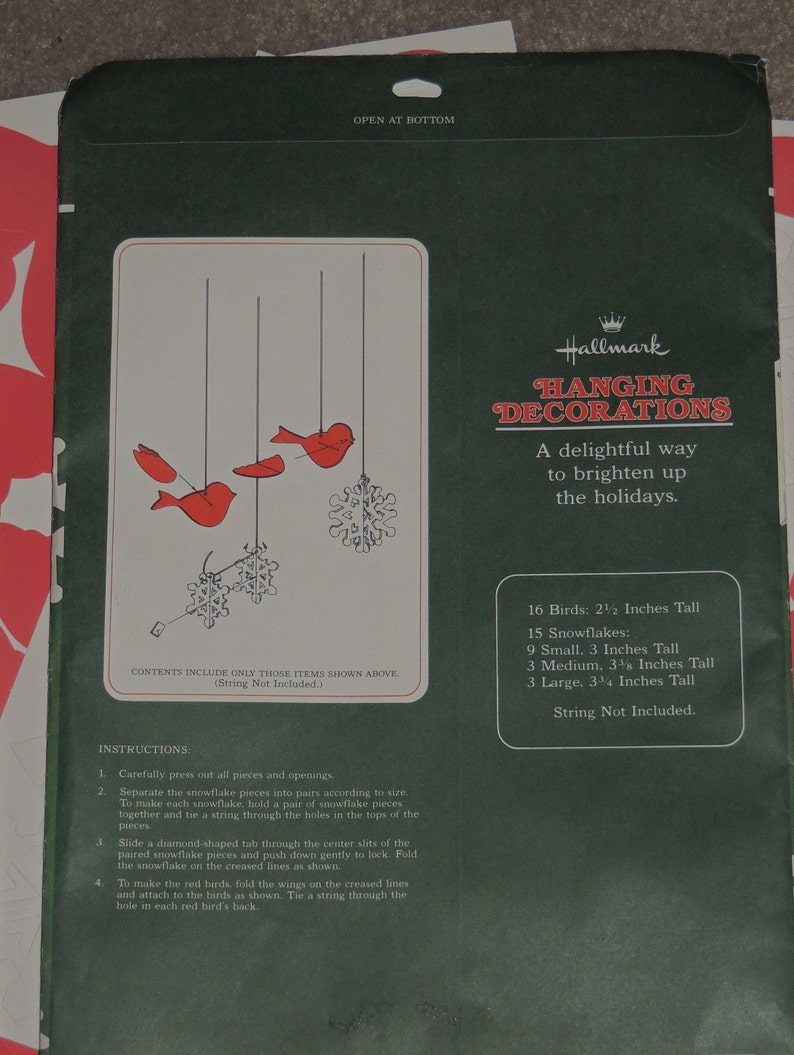 OPEN AT BOTTOM
Hallmark
HANGING
DECORATIONS
A delightful way
to brighten up
the holidays.
CONTENTS INCLUDE ONLY THOSE ITEMS SHOWN ABOVE.
(String Not Included.)
16 Birds: 2½ Inches Tall
15 Snowflakes:
9 Small, 3 Inches Tall
3 Medium, 3⅜ Inches Tall
3 Large, 3¾ Inches Tall
String Not Included.
INSTRUCTIONS:
1. Carefully press out all pieces and openings.
2. Separate the snowflake pieces into pairs according to size.
To make each snowflake, hold a pair of snowflake pieces
together and tie a string through the holes in the tops of the
pieces.
3. Slide a diamond-shaped tab through the center slits of the
paired snowflake pieces and push down gently to lock. Fold
the snowflake on the creased lines as shown.
4. To make the red birds, fold the wings on the creased lines
and attach to the birds as shown. Tie a string through the
hole in each red bird's back.